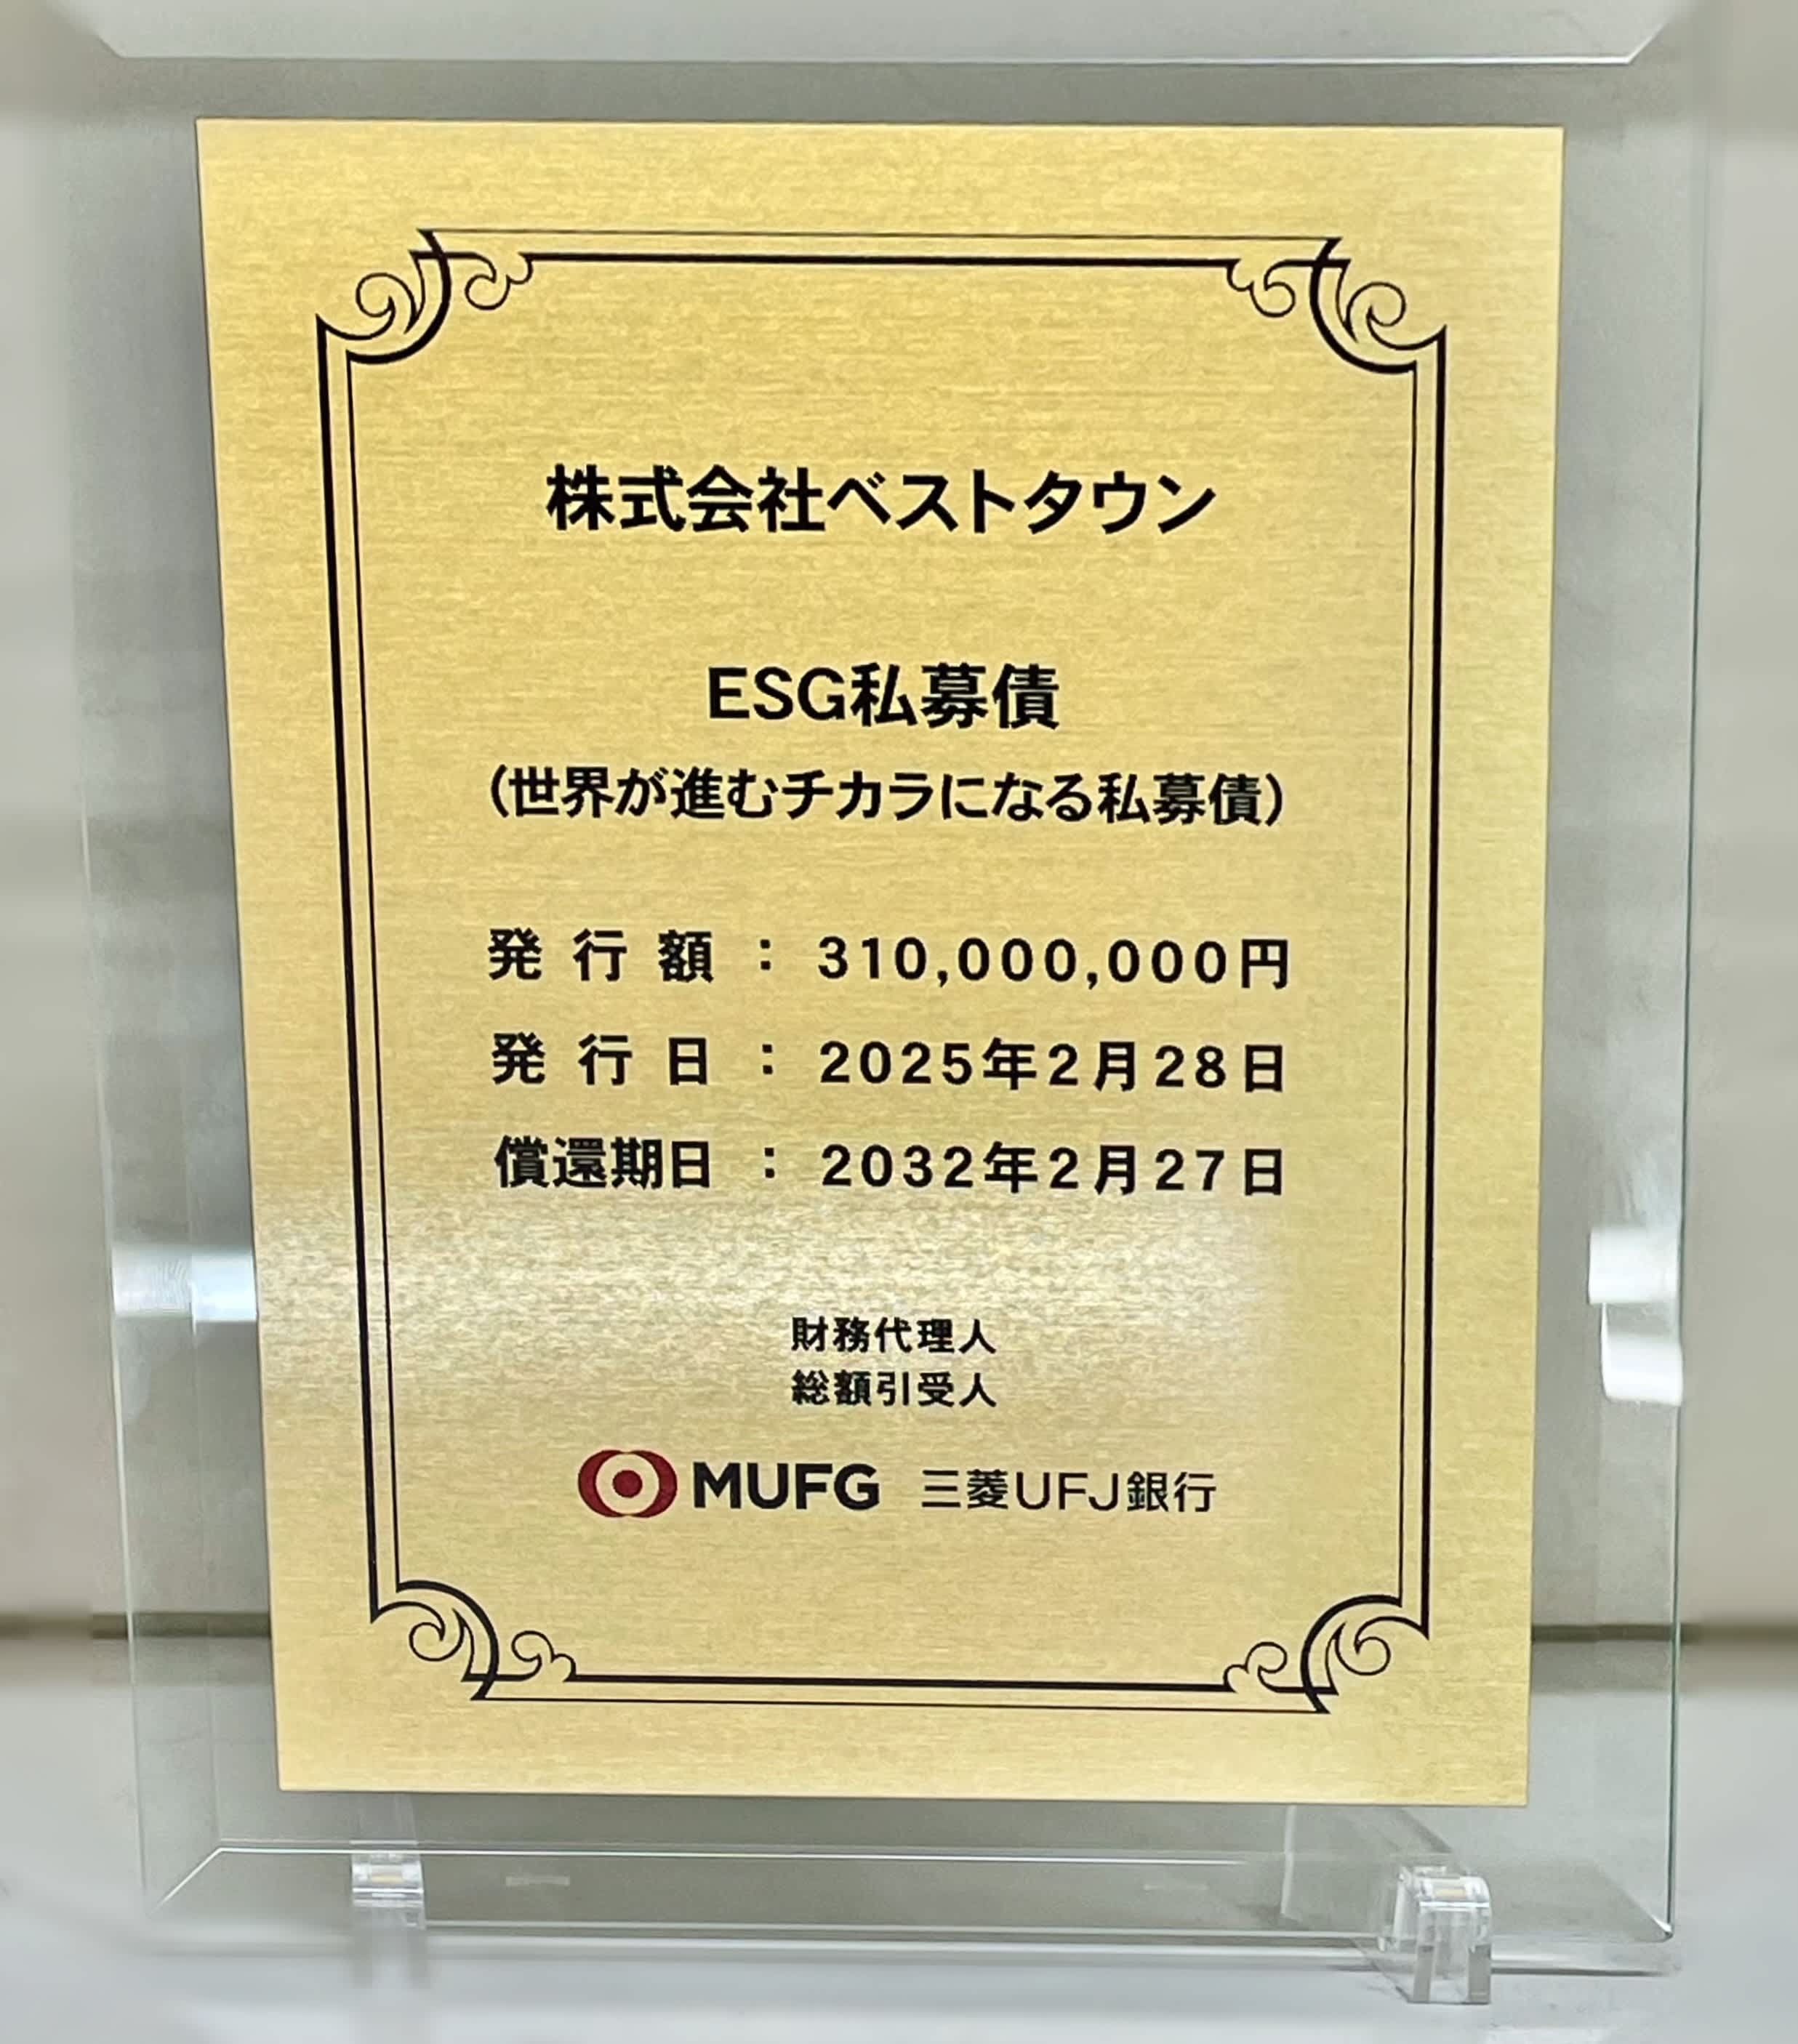 株式会社ベストタウン
ESG私募債
(世界が進むチカラになる私募債)
発行額：310,000,000円
発行日：2025年2月28日
償還期日：2032年2月27日
財務代理人
総額引受人
MUFG 三菱UFJ銀行